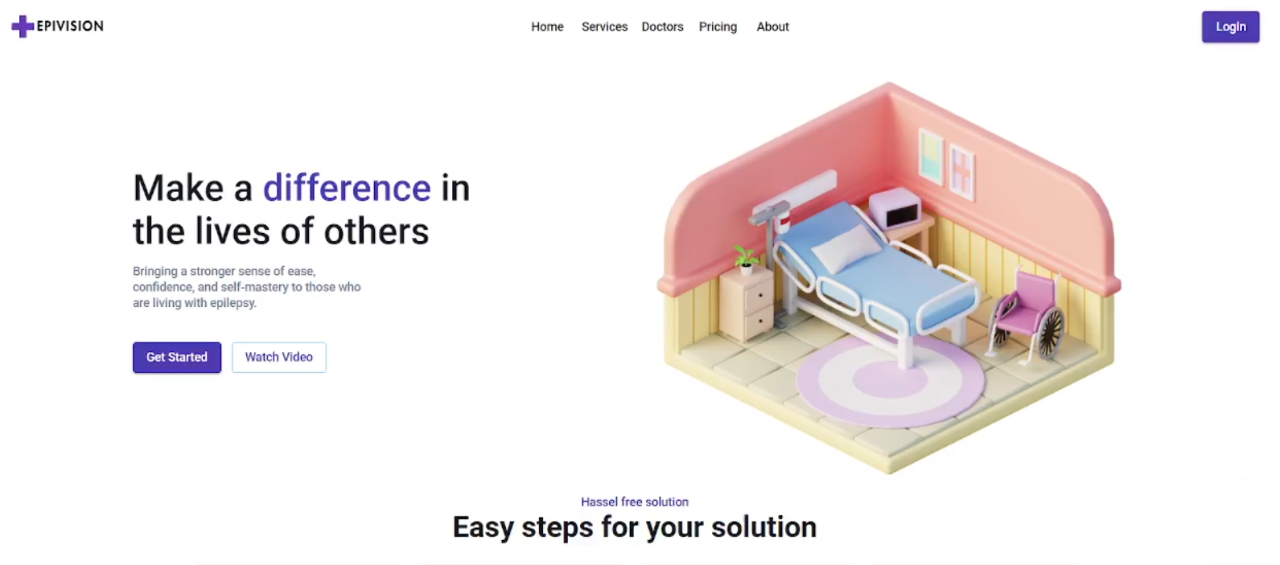 EPIVISION
Home Services Doctors Pricing About
Login
Make a difference in
the lives of others
Bringing a stronger sense of ease,
confidence, and self-mastery to those who
are living with epilepsy.
Get Started Watch Video
Hassel free solution
Easy steps for your solution